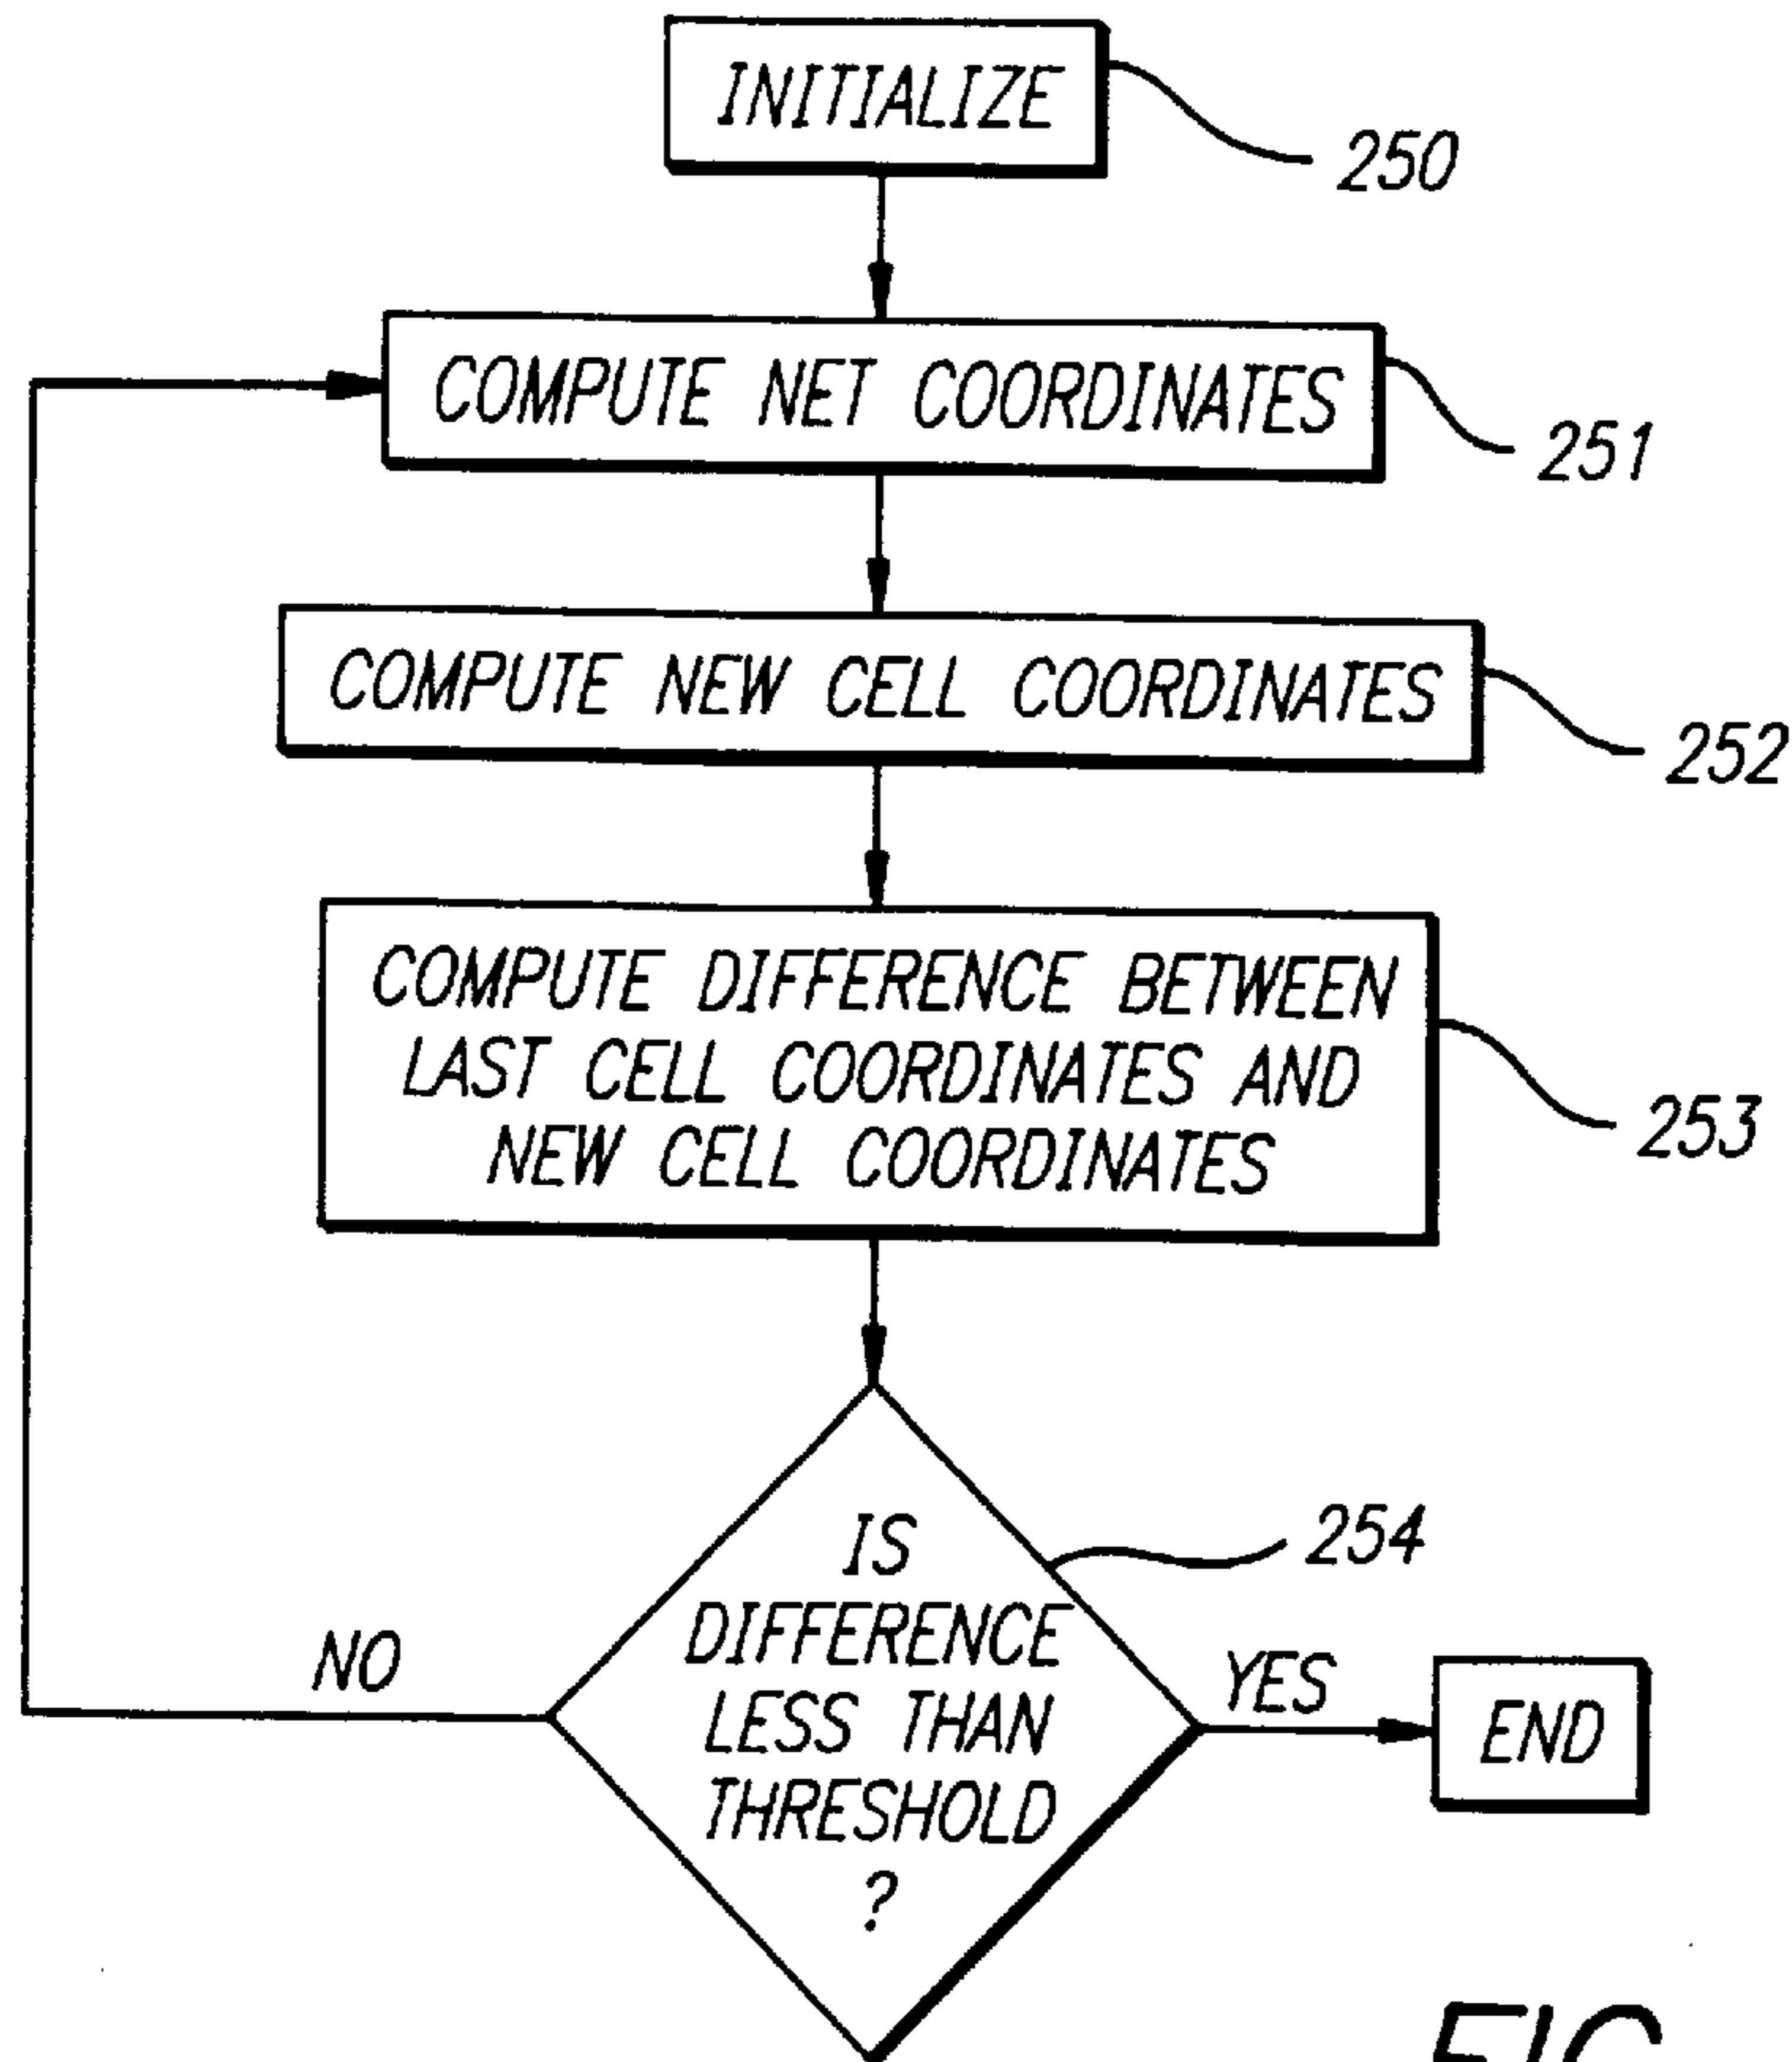 INITIALIZE
250
COMPUTE NET COORDINATES
251
COMPUTE NEW CELL COORDINATES
252
COMPUTE DIFFERENCE BETWEEN
LAST CELL COORDINATES AND
NEW CELL COORDINATES
253
IS
DIFFERENCE
LESS THAN
THRESHOLD
?
254
NO
YES
END